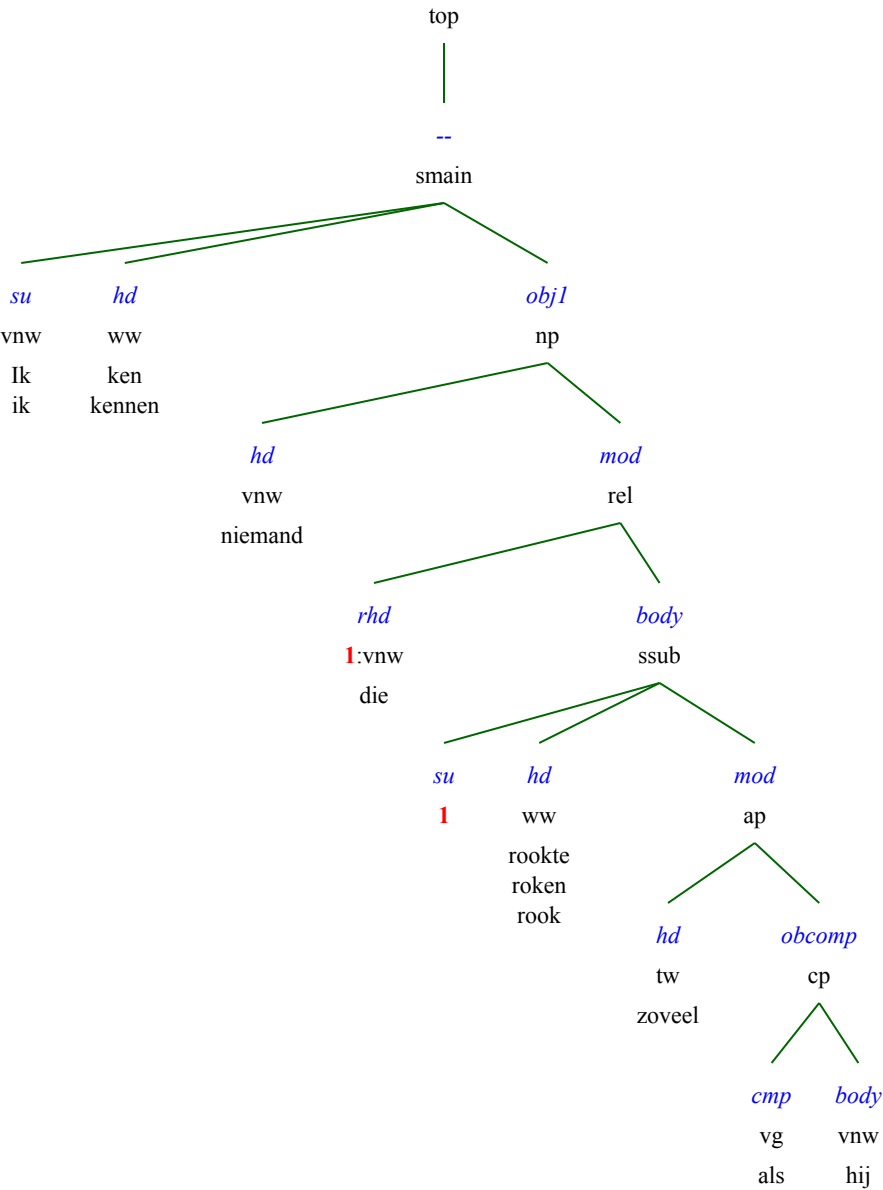 top
--
smain
su hd obj1
vnw ww np
Ik ken
ik kennen
hd mod
vnw rel
niemand
rhd body
1:vnw ssub
die
su hd mod
1 ww ap
rookte
roken
rook
hd obcomp
tw cp
zoveel
cmp body
vg vnw
als hij